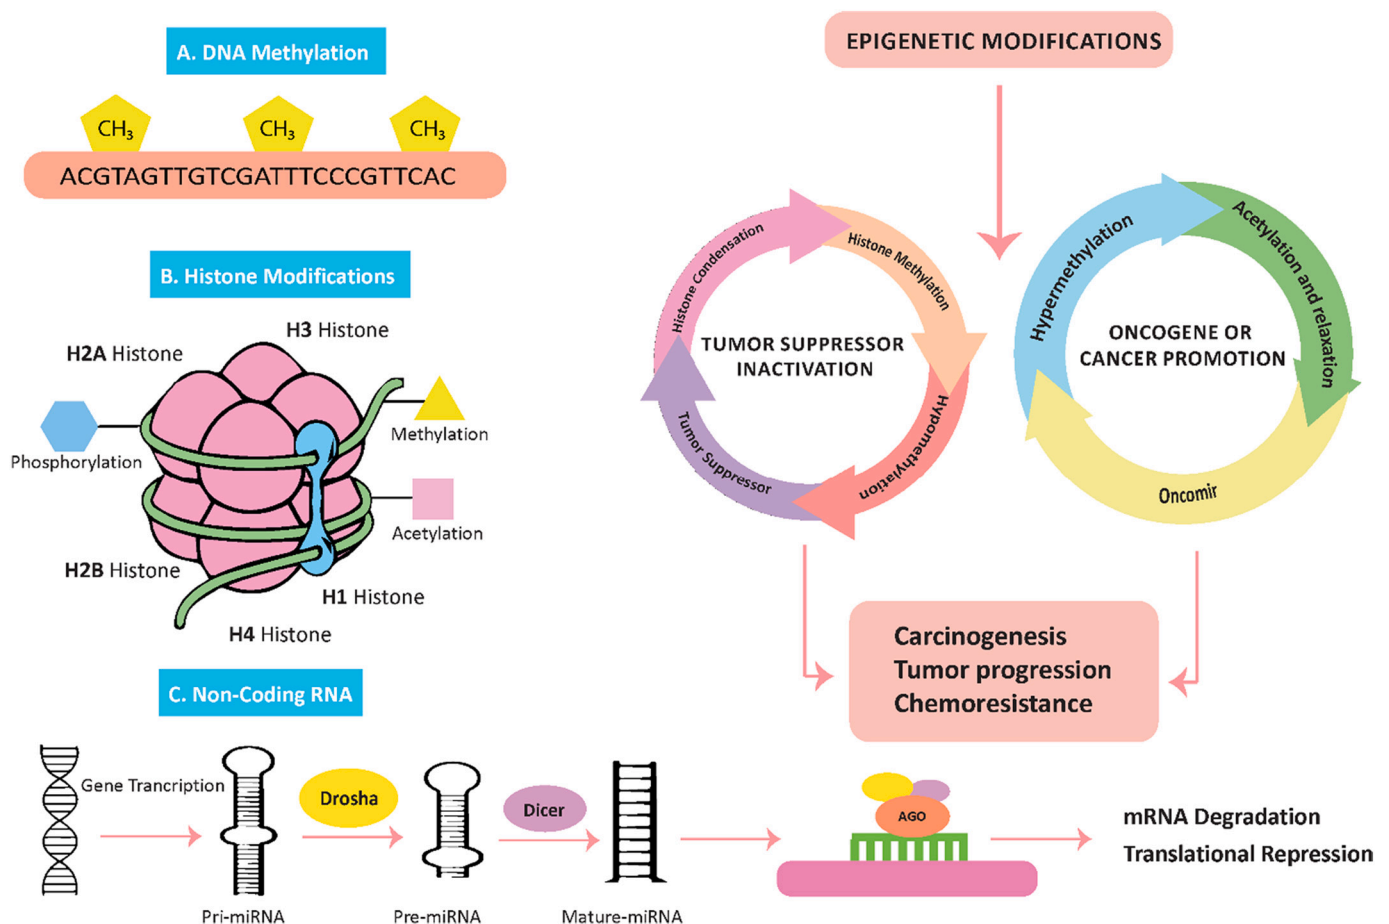 A. DNA Methylation
CH3
CH3
CH3
ACGTAGTTGTCGATTTCCCGTTCAC
B. Histone Modifications
H3 Histone
H2A Histone
Phosphorylation
Methylation
Acetylation
H2B Histone
H1 Histone
H4 Histone
C. Non-Coding RNA
Gene Trancription
Drosha
Dicer
Pri-miRNA
Pre-miRNA
Mature-miRNA
AGO
mRNA Degradation
Translational Repression
EPIGENETIC MODIFICATIONS
Histone Condensation
Histone Methylation
Hypomethylation
Tumor Suppressor
TUMOR SUPPRESSOR
INACTIVATION
Hypermethylation
Acetylation and relaxation
Oncomir
ONCOGENE OR
CANCER PROMOTION
Carcinogenesis
Tumor progression
Chemoresistance